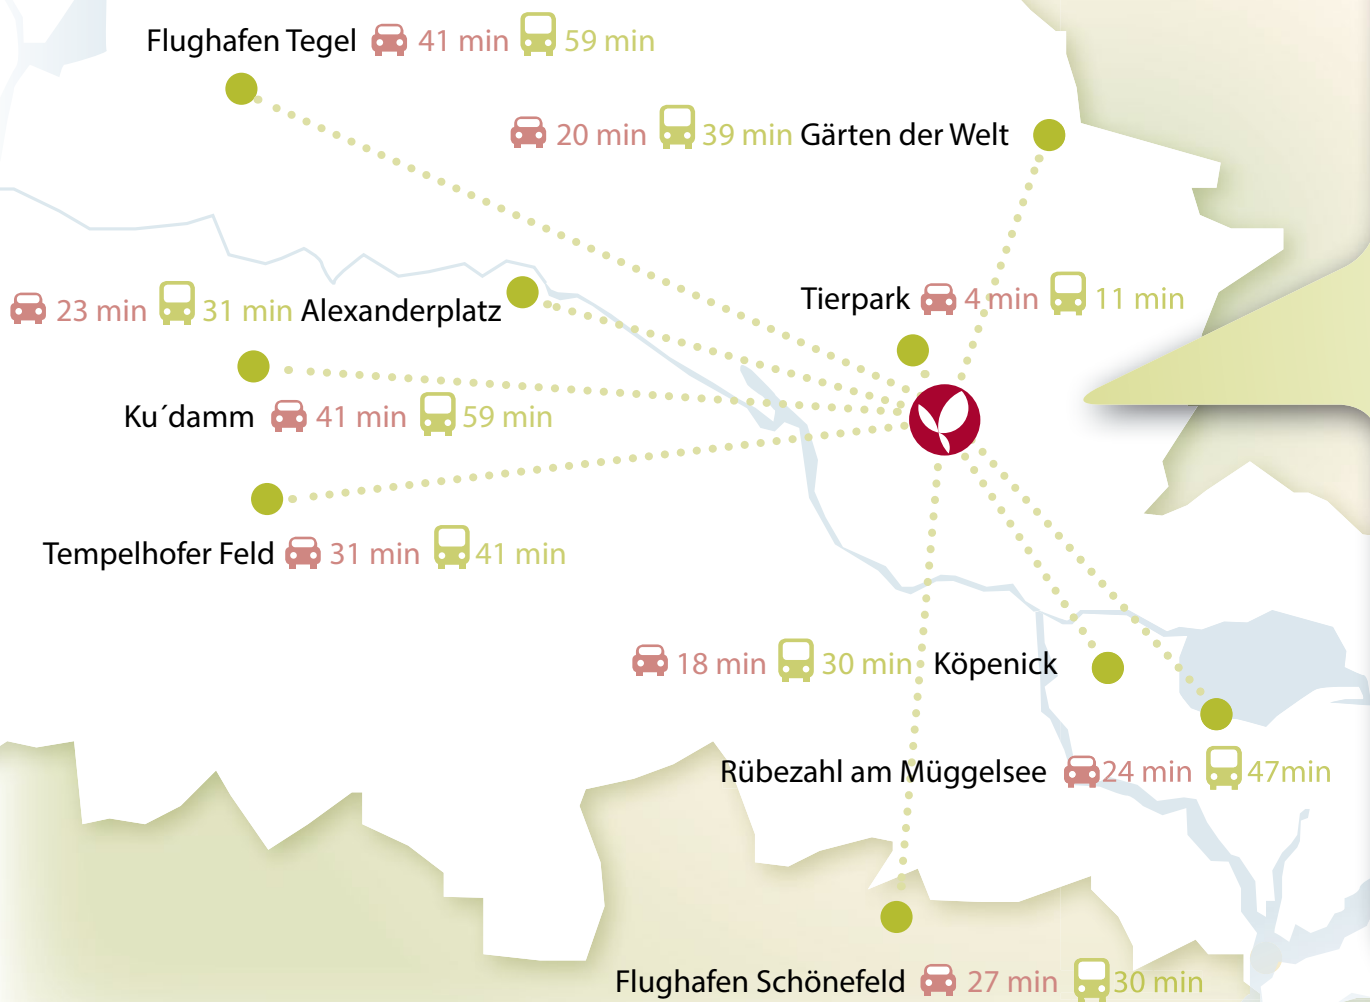 Flughafen Tegel 41 min 59 min
20 min 39 min Gärten der Welt
23 min 31 min Alexanderplatz
Tierpark 4 min 11 min
Ku´damm 41 min 59 min
Tempelhofer Feld 31 min 41 min
18 min 30 min Köpenick
Rübezahl am Müggelsee 24 min 47min
Flughafen Schönefeld 27 min 30 min